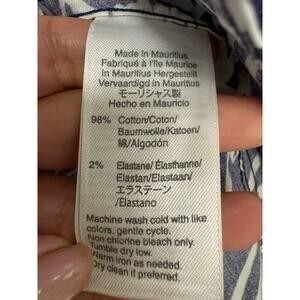 Made in Mauritius
Fabriqué à l'île Maurice
In Mauritius Hergestellt
Vervaardigd in Mauritius
モーリシャス製
Hecho en Mauricio
98% Cotton/Coton/
Baumwolle/Katoen/
綿/Algodón
2% Elastane/Élasthanne/
Elastan/Elastaan/
エラステーン
/Elastano
Machine wash cold with like
colors, gentle cycle.
Non chlorine bleach only.
Tumble dry low.
Warm iron as needed.
Dry clean if preferred.